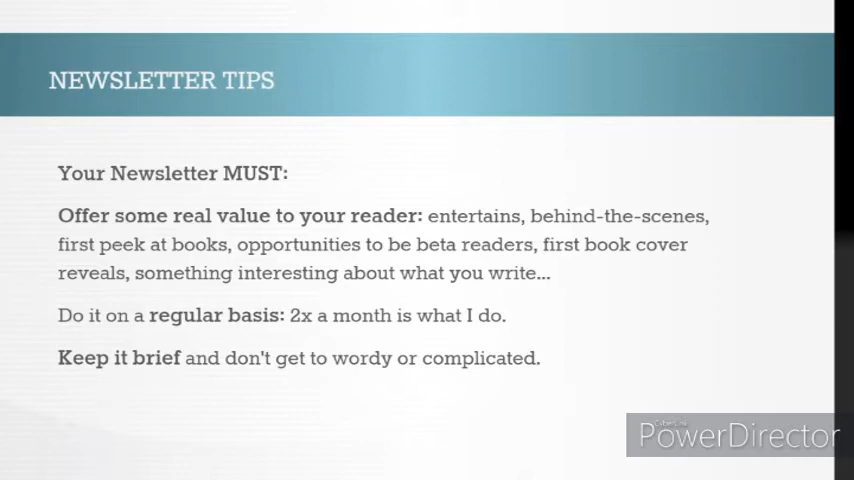 NEWSLETTER TIPS
Your Newsletter MUST:
Offer some real value to your reader: entertains, behind-the-scenes,
first peek at books, opportunities to be beta readers, first book cover
reveals, something interesting about what you write...
Do it on a regular basis: 2x a month is what I do.
Keep it brief and don't get to wordy or complicated.
CyberLink
PowerDirector